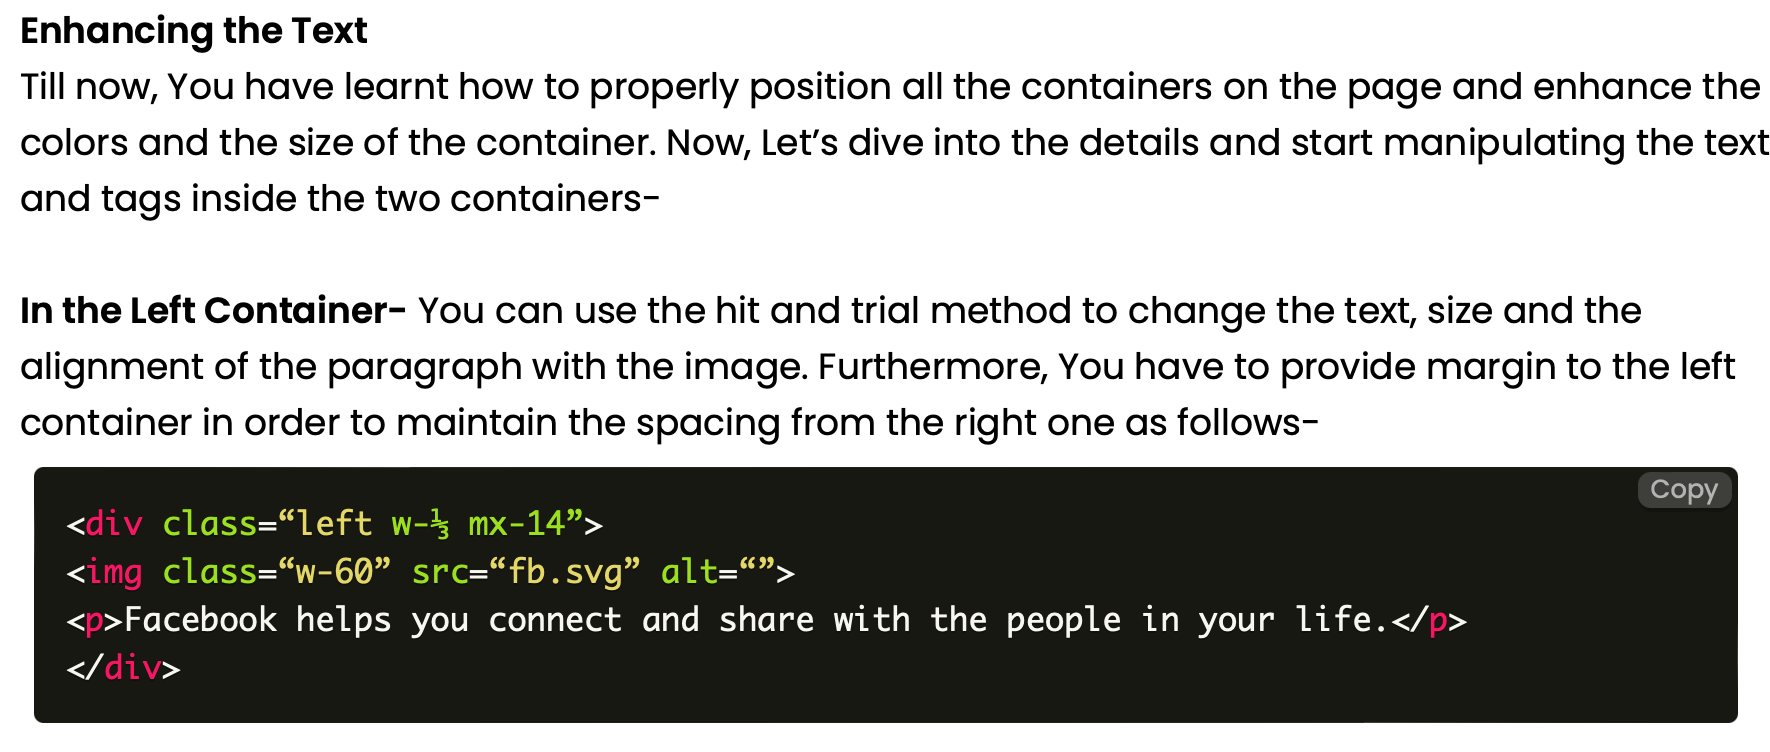 Enhancing the Text
Till now, You have learnt how to properly position all the containers on the page and enhance the
colors and the size of the container. Now, Let’s dive into the details and start manipulating the text
and tags inside the two containers-
In the Left Container- You can use the hit and trial method to change the text, size and the
alignment of the paragraph with the image. Furthermore, You have to provide margin to the left
container in order to maintain the spacing from the right one as follows-
Copy
<div class=“left w-⅓ mx-14”>
<img class=“w-60” src=“fb.svg” alt=“”>
<p>Facebook helps you connect and share with the people in your life.</p>
</div>